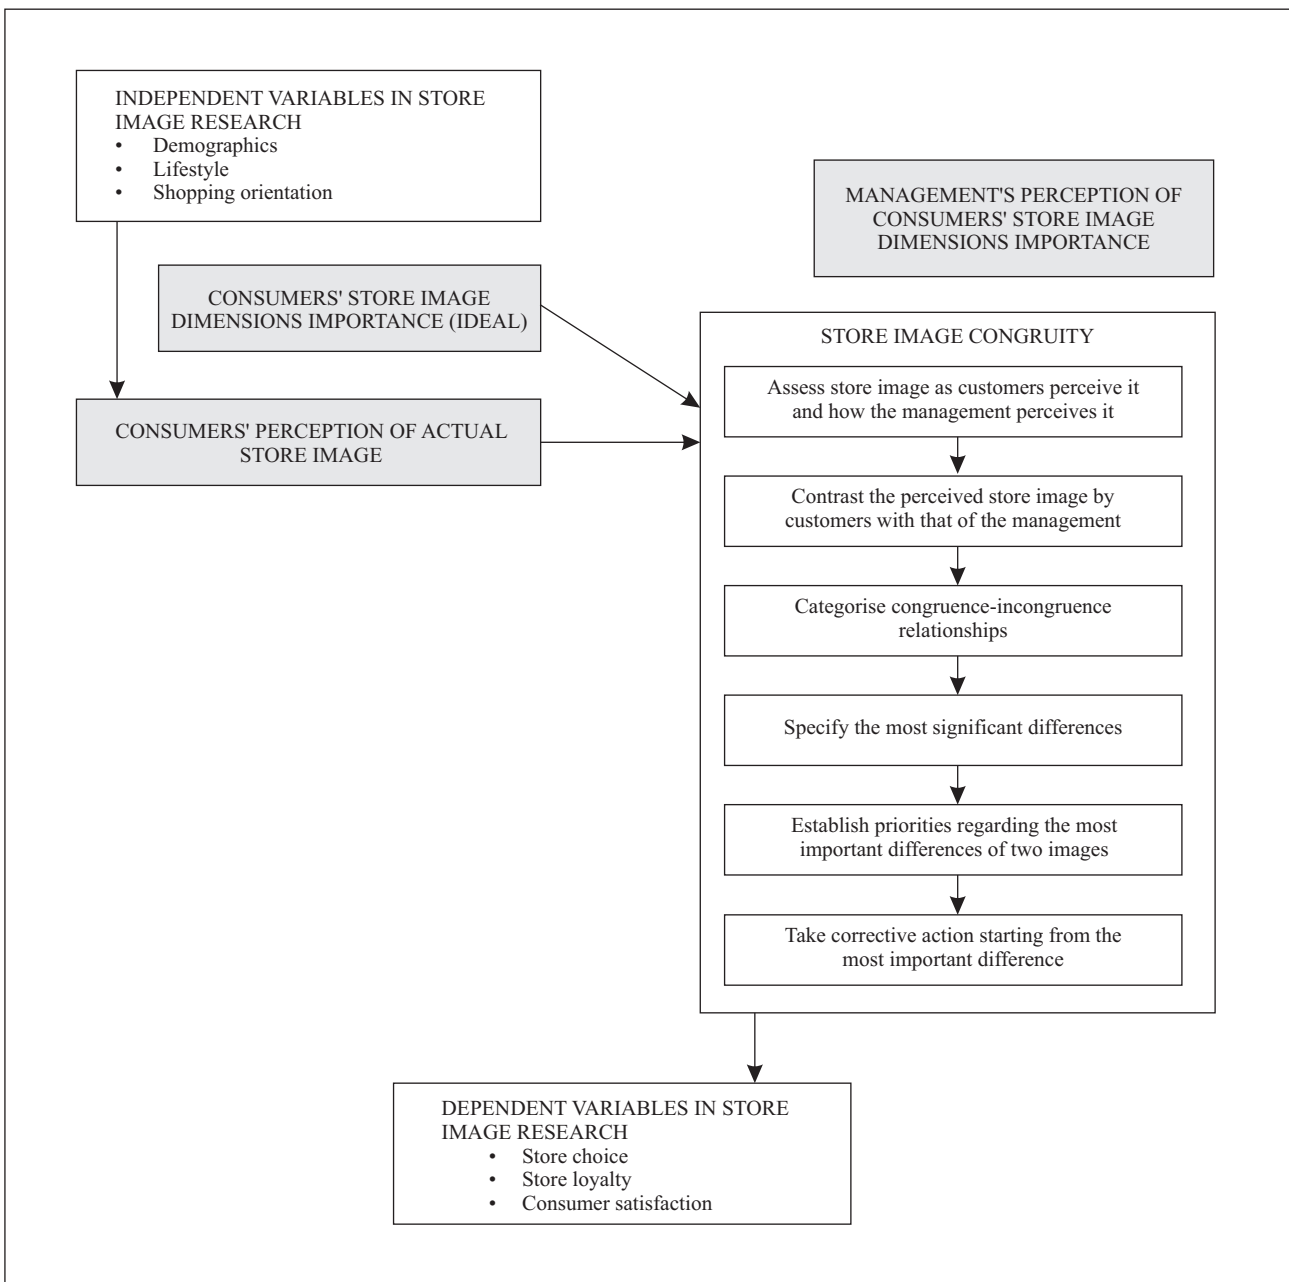 INDEPENDENT VARIABLES IN STORE
IMAGE RESEARCH
• Demographics
• Lifestyle
• Shopping orientation
MANAGEMENT'S PERCEPTION OF
CONSUMERS' STORE IMAGE
DIMENSIONS IMPORTANCE
CONSUMERS' STORE IMAGE
DIMENSIONS IMPORTANCE (IDEAL)
CONSUMERS' PERCEPTION OF ACTUAL
STORE IMAGE
STORE IMAGE CONGRUITY
Assess store image as customers perceive it
and how the management perceives it
Contrast the perceived store image by
customers with that of the management
Categorise congruence-incongruence
relationships
Specify the most significant differences
Establish priorities regarding the most
important differences of two images
Take corrective action starting from the
most important difference
DEPENDENT VARIABLES IN STORE
IMAGE RESEARCH
• Store choice
• Store loyalty
• Consumer satisfaction